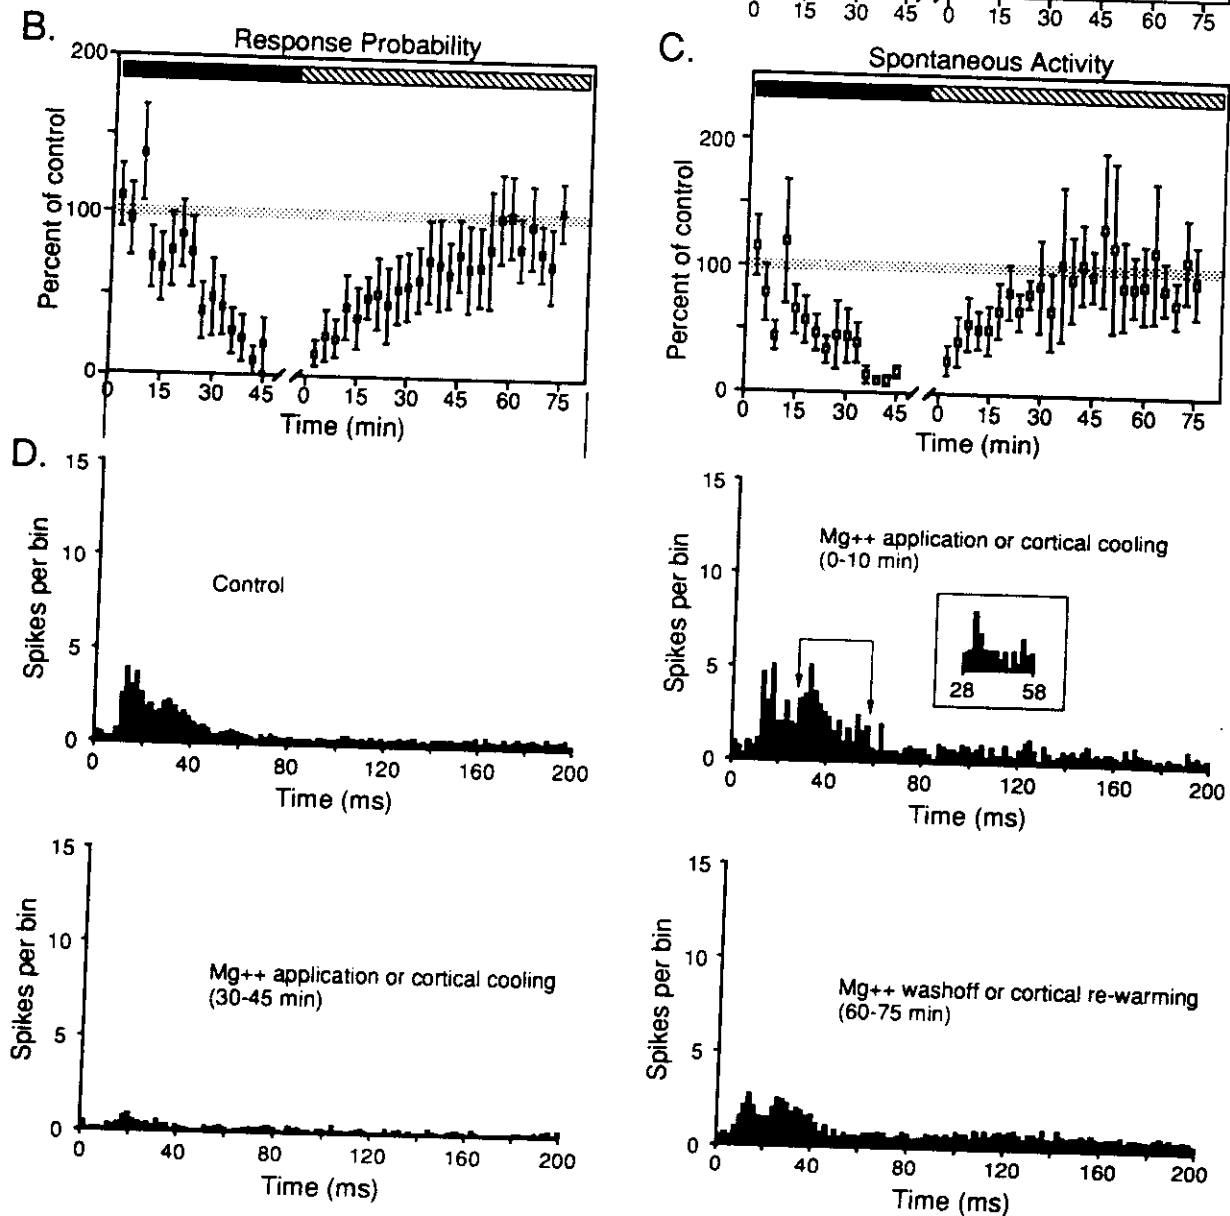 0 15 30 45 0 15 30 45 60 75
B.
Response Probability
200
100
0
Percent of control
0 15 30 45 0 15 30 45 60 75
Time (min)
C.
Spontaneous Activity
200
100
0
Percent of control
0 15 30 45 0 15 30 45 60 75
Time (min)
D.
15
10
5
0
Spikes per bin
Control
0 40 80 120 160 200
Time (ms)
15
10
5
0
Spikes per bin
Mg++ application or cortical cooling
(0-10 min)
28 58
0 40 80 120 160 200
Time (ms)
15
10
5
0
Spikes per bin
Mg++ application or cortical cooling
(30-45 min)
0 40 80 120 160 200
Time (ms)
15
10
5
0
Spikes per bin
Mg++ washoff or cortical re-warming
(60-75 min)
0 40 80 120 160 200
Time (ms)